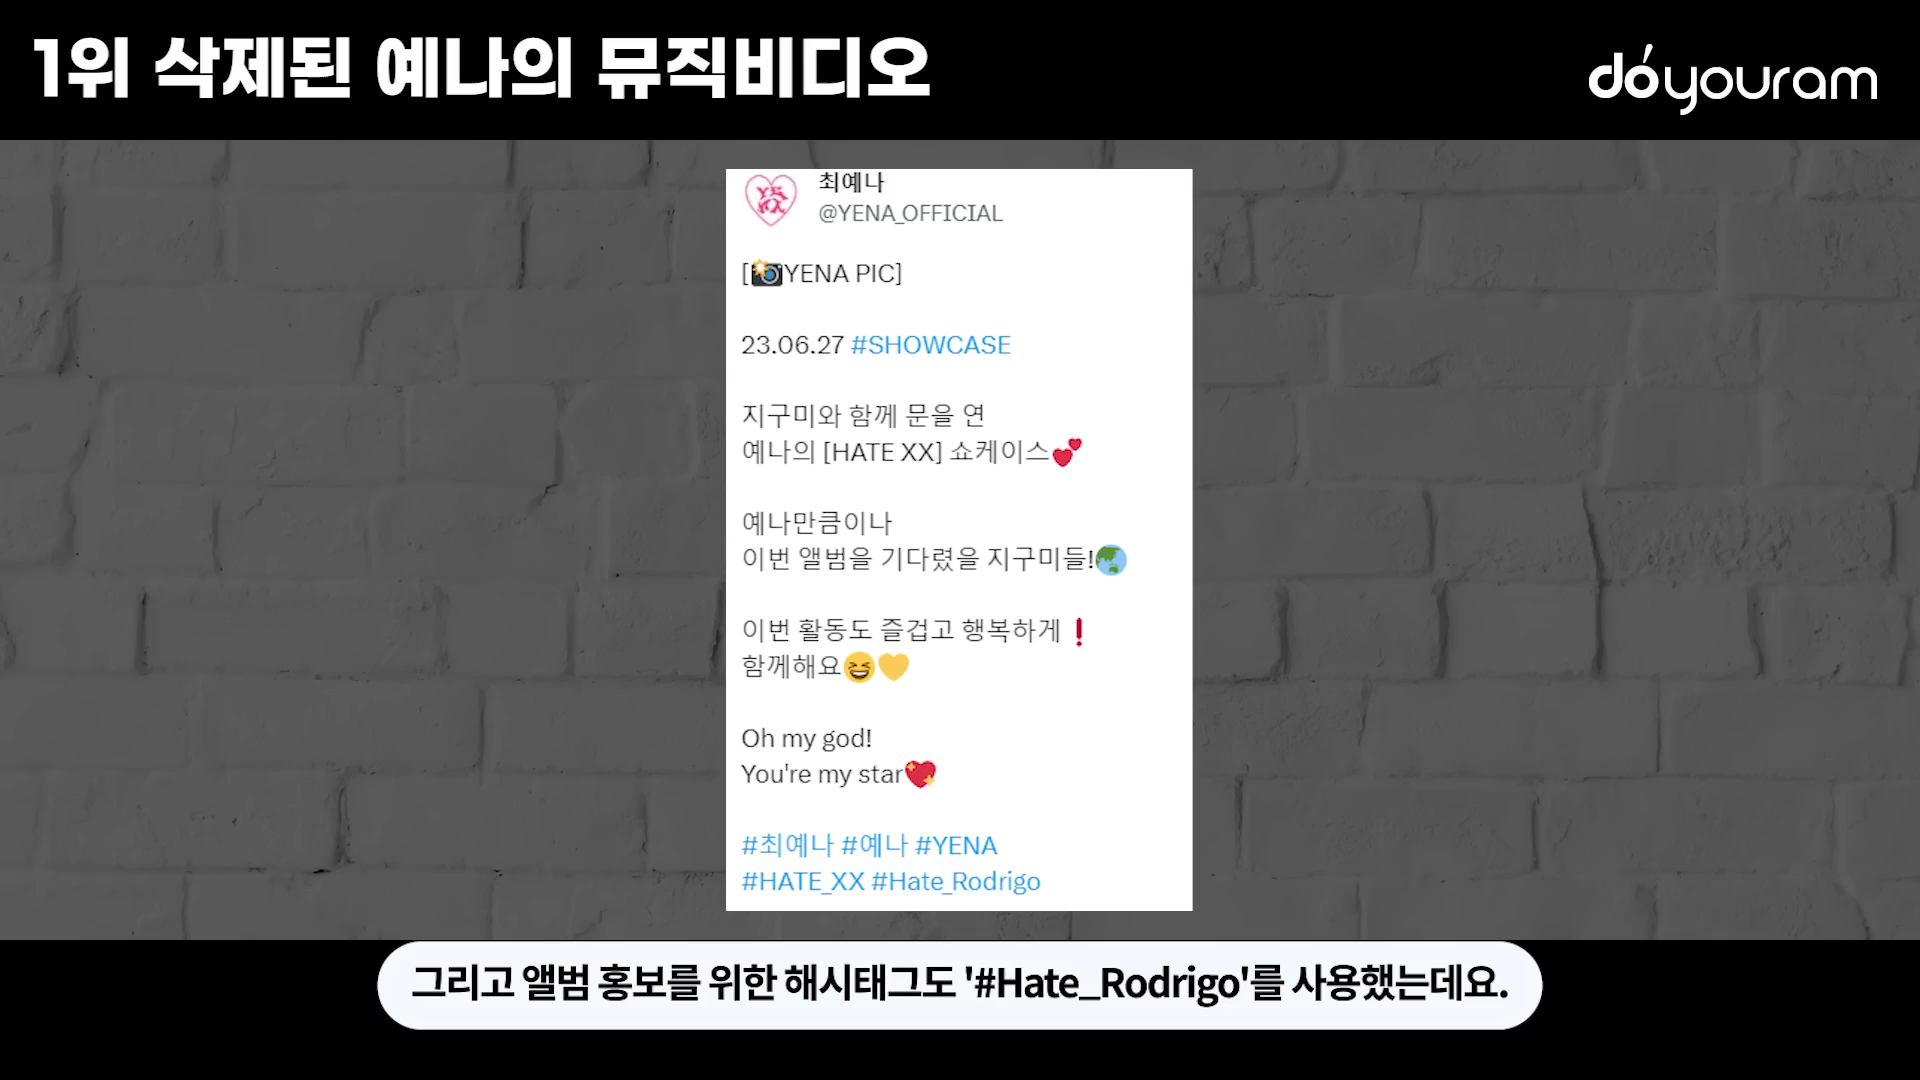 1위 삭제된 예나의 뮤직비디오
dóyouram
최예나
@YENA_OFFICIAL
[📸YENA PIC]
23.06.27 #SHOWCASE
지구미와 함께 문을 연
예나의 [HATE XX] 쇼케이스💕
예나만큼이나
이번 앨범을 기다렸을 지구미들!🌏
이번 활동도 즐겁고 행복하게❗
함께해요😆💛
Oh my god!
You're my star💖
#최예나 #예나 #YENA
#HATE_XX #Hate_Rodrigo
그리고 앨범 홍보를 위한 해시태그도 '#Hate_Rodrigo'를 사용했는데요.